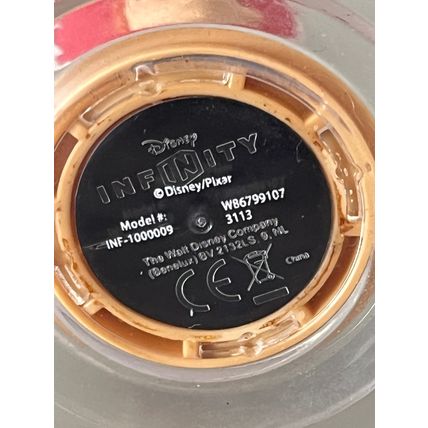 Disney
INFINITY
©Disney/Pixar
Model #: W86799107
INF-1000009 3113
The Walt Disney Company
(Benelux) BV 2132LS, 9, NL
CE
China